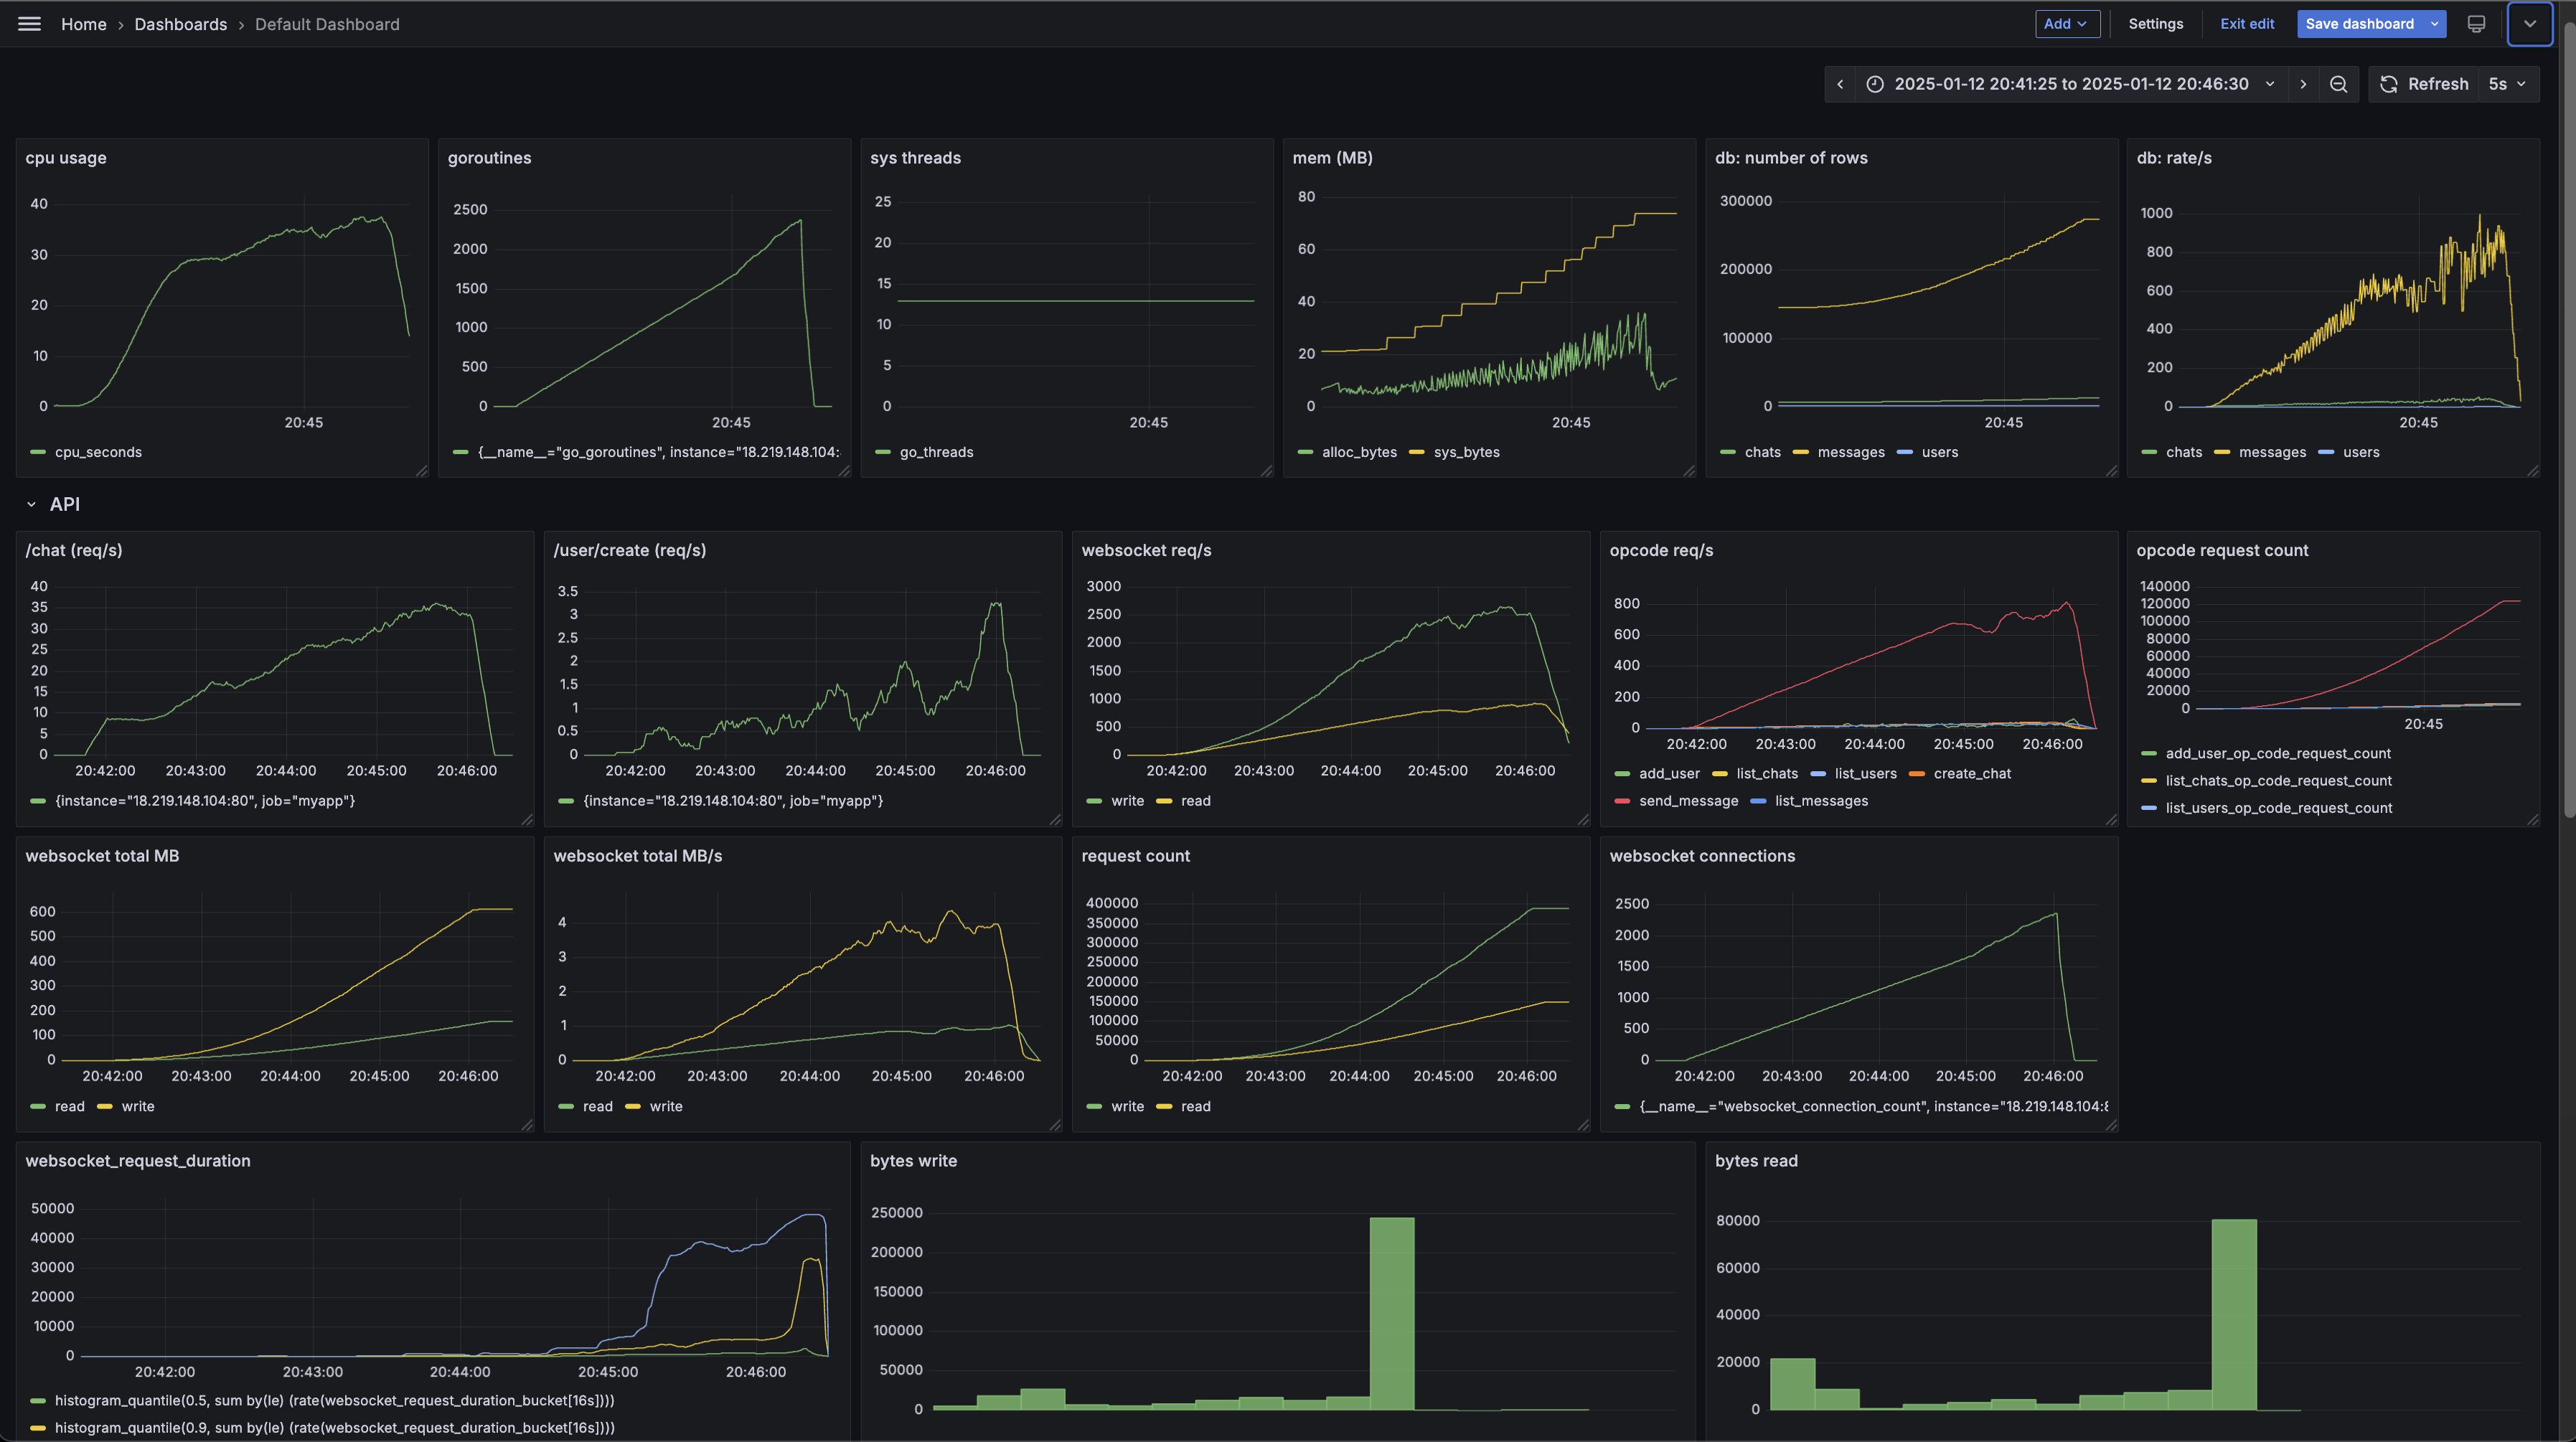 Home › Dashboards › Default Dashboard
Add
Settings
Exit edit
Save dashboard
2025-01-12 20:41:25 to 2025-01-12 20:46:30
Refresh
5s
cpu usage
40
30
20
10
0
20:45
cpu_seconds
goroutines
2500
2000
1500
1000
500
0
20:45
{__name__="go_goroutines", instance="18.219.148.104:
sys threads
25
20
15
10
5
0
20:45
go_threads
mem (MB)
80
60
40
20
0
20:45
alloc_bytes sys_bytes
db: number of rows
300000
200000
100000
0
20:45
chats messages users
db: rate/s
1000
800
600
400
200
0
20:45
chats messages users
API
/chat (req/s)
40
35
30
25
20
15
10
5
0
20:42:00 20:43:00 20:44:00 20:45:00 20:46:00
{instance="18.219.148.104:80", job="myapp"}
/user/create (req/s)
3.5
3
2.5
2
1.5
1
0.5
0
20:42:00 20:43:00 20:44:00 20:45:00 20:46:00
{instance="18.219.148.104:80", job="myapp"}
websocket req/s
3000
2500
2000
1500
1000
500
0
20:42:00 20:43:00 20:44:00 20:45:00 20:46:00
write read
opcode req/s
800
600
400
200
0
20:42:00 20:43:00 20:44:00 20:45:00 20:46:00
add_user list_chats list_users create_chat
send_message list_messages
opcode request count
140000
120000
100000
80000
60000
40000
20000
0
20:45
add_user_op_code_request_count
list_chats_op_code_request_count
list_users_op_code_request_count
websocket total MB
600
500
400
300
200
100
0
20:42:00 20:43:00 20:44:00 20:45:00 20:46:00
read write
websocket total MB/s
4
3
2
1
0
20:42:00 20:43:00 20:44:00 20:45:00 20:46:00
read write
request count
400000
350000
300000
250000
200000
150000
100000
50000
0
20:42:00 20:43:00 20:44:00 20:45:00 20:46:00
write read
websocket connections
2500
2000
1500
1000
500
0
20:42:00 20:43:00 20:44:00 20:45:00 20:46:00
{__name__="websocket_connection_count", instance="18.219.148.104:8
websocket_request_duration
50000
40000
30000
20000
10000
0
20:42:00 20:43:00 20:44:00 20:45:00 20:46:00
histogram_quantile(0.5, sum by(le) (rate(websocket_request_duration_bucket[16s])))
histogram_quantile(0.9, sum by(le) (rate(websocket_request_duration_bucket[16s])))
bytes write
250000
200000
150000
100000
50000
0
bytes read
80000
60000
40000
20000
0